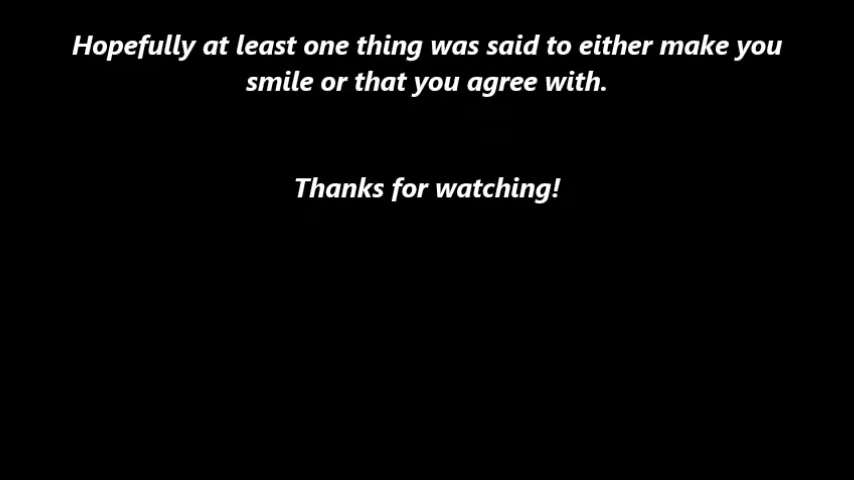 Hopefully at least one thing was said to either make you
smile or that you agree with.
Thanks for watching!